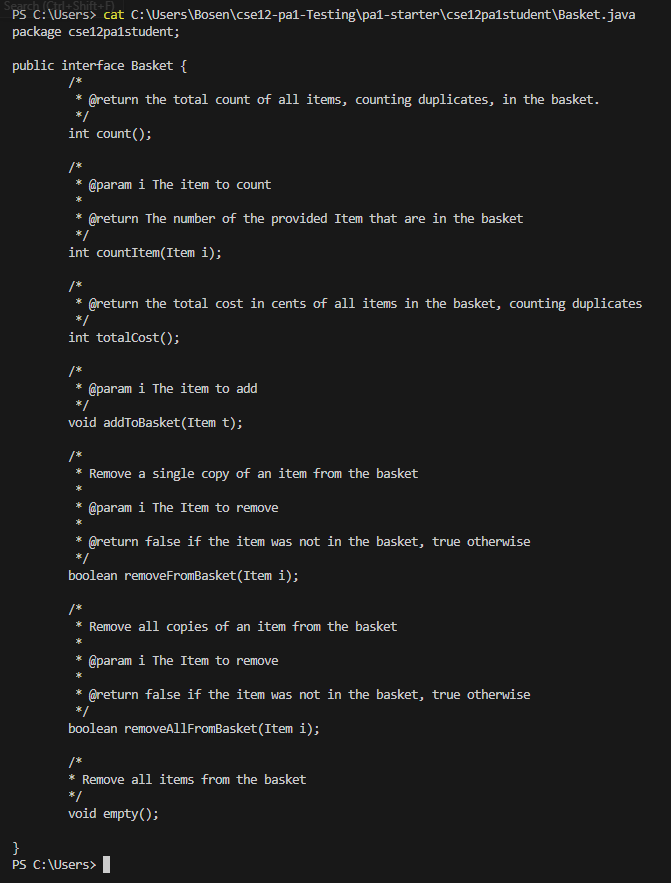 Search (Ctrl+Shift+F)
PS C:\Users> cat C:\Users\Bosen\cse12-pa1-Testing\pa1-starter\cse12pa1student\Basket.java
package cse12pa1student;

public interface Basket {
        /*
         * @return the total count of all items, counting duplicates, in the basket.
         */
        int count();

        /*
         * @param i The item to count
         *
         * @return The number of the provided Item that are in the basket
         */
        int countItem(Item i);

        /*
         * @return the total cost in cents of all items in the basket, counting duplicates
         */
        int totalCost();

        /*
         * @param i The item to add
         */
        void addToBasket(Item t);

        /*
         * Remove a single copy of an item from the basket
         *
         * @param i The Item to remove
         *
         * @return false if the item was not in the basket, true otherwise
         */
        boolean removeFromBasket(Item i);

        /*
         * Remove all copies of an item from the basket
         *
         * @param i The Item to remove
         *
         * @return false if the item was not in the basket, true otherwise
         */
        boolean removeAllFromBasket(Item i);

        /*
        * Remove all items from the basket
        */
        void empty();

}
PS C:\Users>